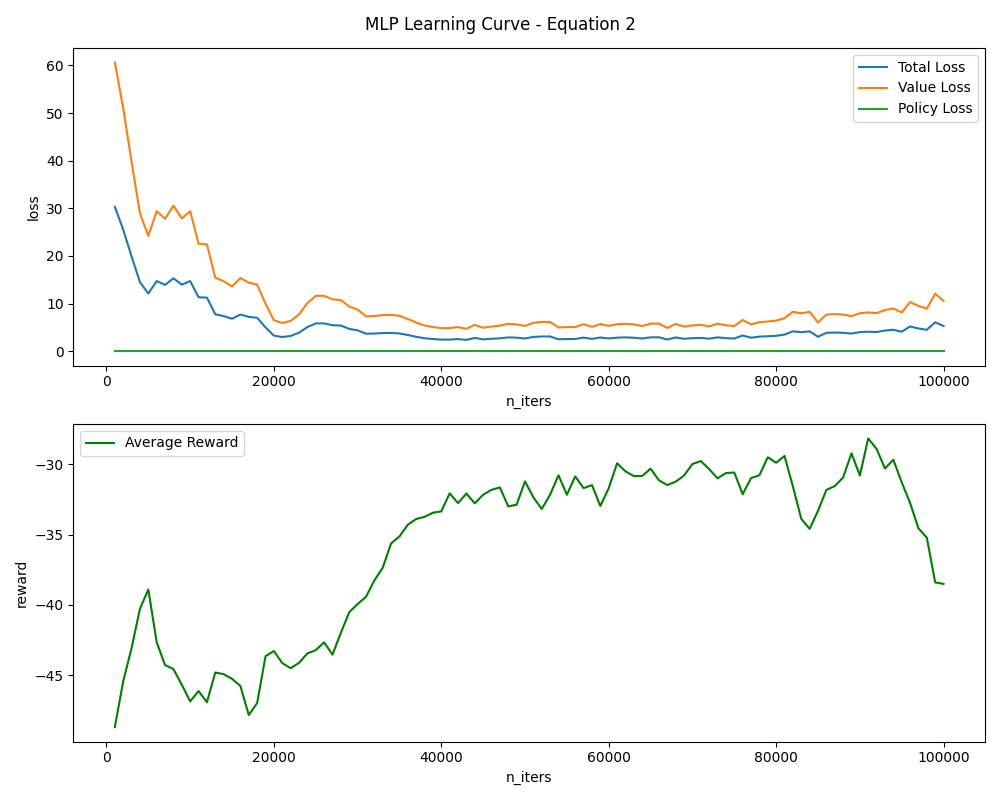 MLP Learning Curve - Equation 2
Total Loss
Value Loss
Policy Loss
60
50
40
30
20
10
0
loss
0 20000 40000 60000 80000 100000
n_iters
Average Reward
−30
−35
−40
−45
reward
0 20000 40000 60000 80000 100000
n_iters